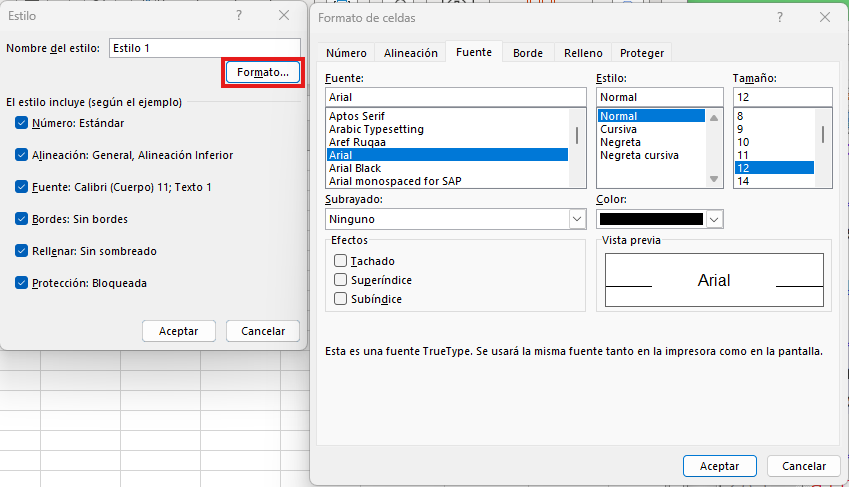 Estilo
?
Nombre del estilo:
Estilo 1
Formato...
El estilo incluye (según el ejemplo)
Número: Estándar
Alineación: General, Alineación Inferior
Fuente: Calibri (Cuerpo) 11; Texto 1
Bordes: Sin bordes
Rellenar: Sin sombreado
Protección: Bloqueada
Aceptar
Cancelar
Formato de celdas
?
Número
Alineación
Fuente
Borde
Relleno
Proteger
Fuente:
Arial
Aptos Serif
Arabic Typesetting
Aref Ruqaa
Arial
Arial Black
Arial monospaced for SAP
Estilo:
Normal
Normal
Cursiva
Negreta
Negreta cursiva
Tamaño:
12
8
9
10
11
12
14
Subrayado:
Ninguno
Color:
Efectos
Tachado
Superíndice
Subíndice
Vista previa
Arial
Esta es una fuente TrueType. Se usará la misma fuente tanto en la impresora como en la pantalla.
Aceptar
Cancelar